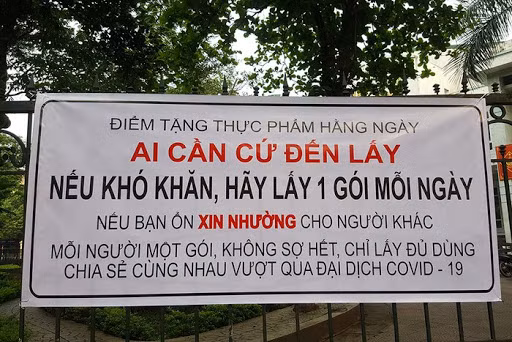 ĐIỂM TẶNG THỰC PHẨM HÀNG NGÀY
AI CẦN CỨ ĐẾN LẤY
NẾU KHÓ KHĂN, HÃY LẤY 1 GÓI MỖI NGÀY
NẾU BẠN ỔN XIN NHƯỜNG CHO NGƯỜI KHÁC
MỖI NGƯỜI MỘT GÓI, KHÔNG SỢ HẾT, CHỈ LẤY ĐỦ DÙNG
CHIA SẺ CÙNG NHAU VƯỢT QUA ĐẠI DỊCH COVID - 19